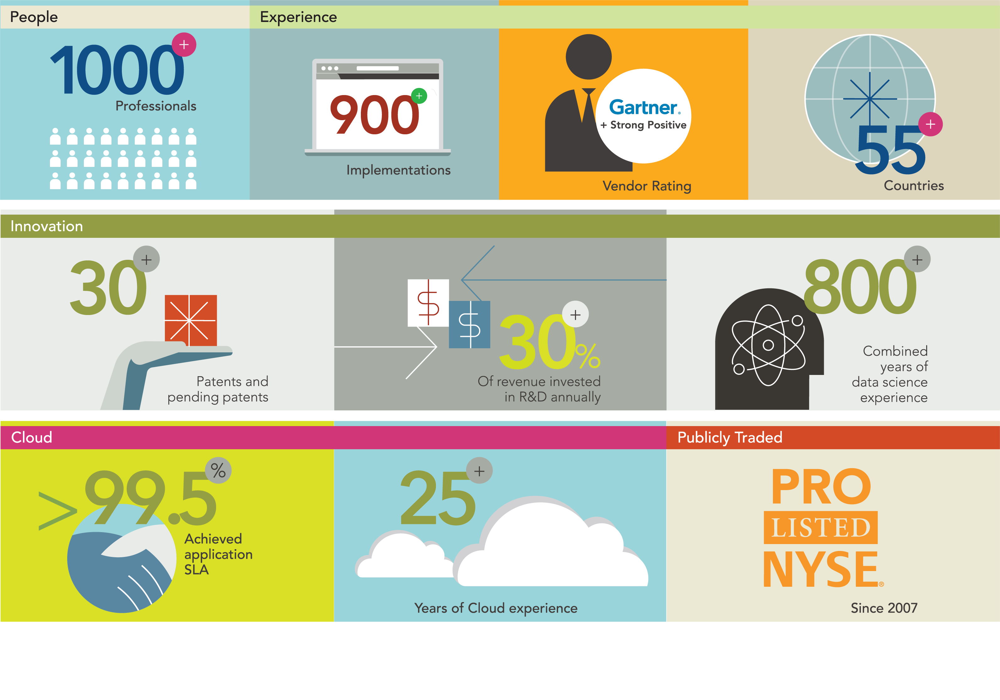 People
1000+
Professionals
Experience
900+
Implementations
Gartner®
+ Strong Positive
Vendor Rating
55+
Countries
Innovation
30+
Patents and
pending patents
$
$
30+%
Of revenue invested
in R&D annually
800+
Combined
years of
data science
experience
Cloud
>99.5%
Achieved
application
SLA
25+
Years of Cloud experience
Publicly Traded
PRO
LISTED
NYSE®
Since 2007